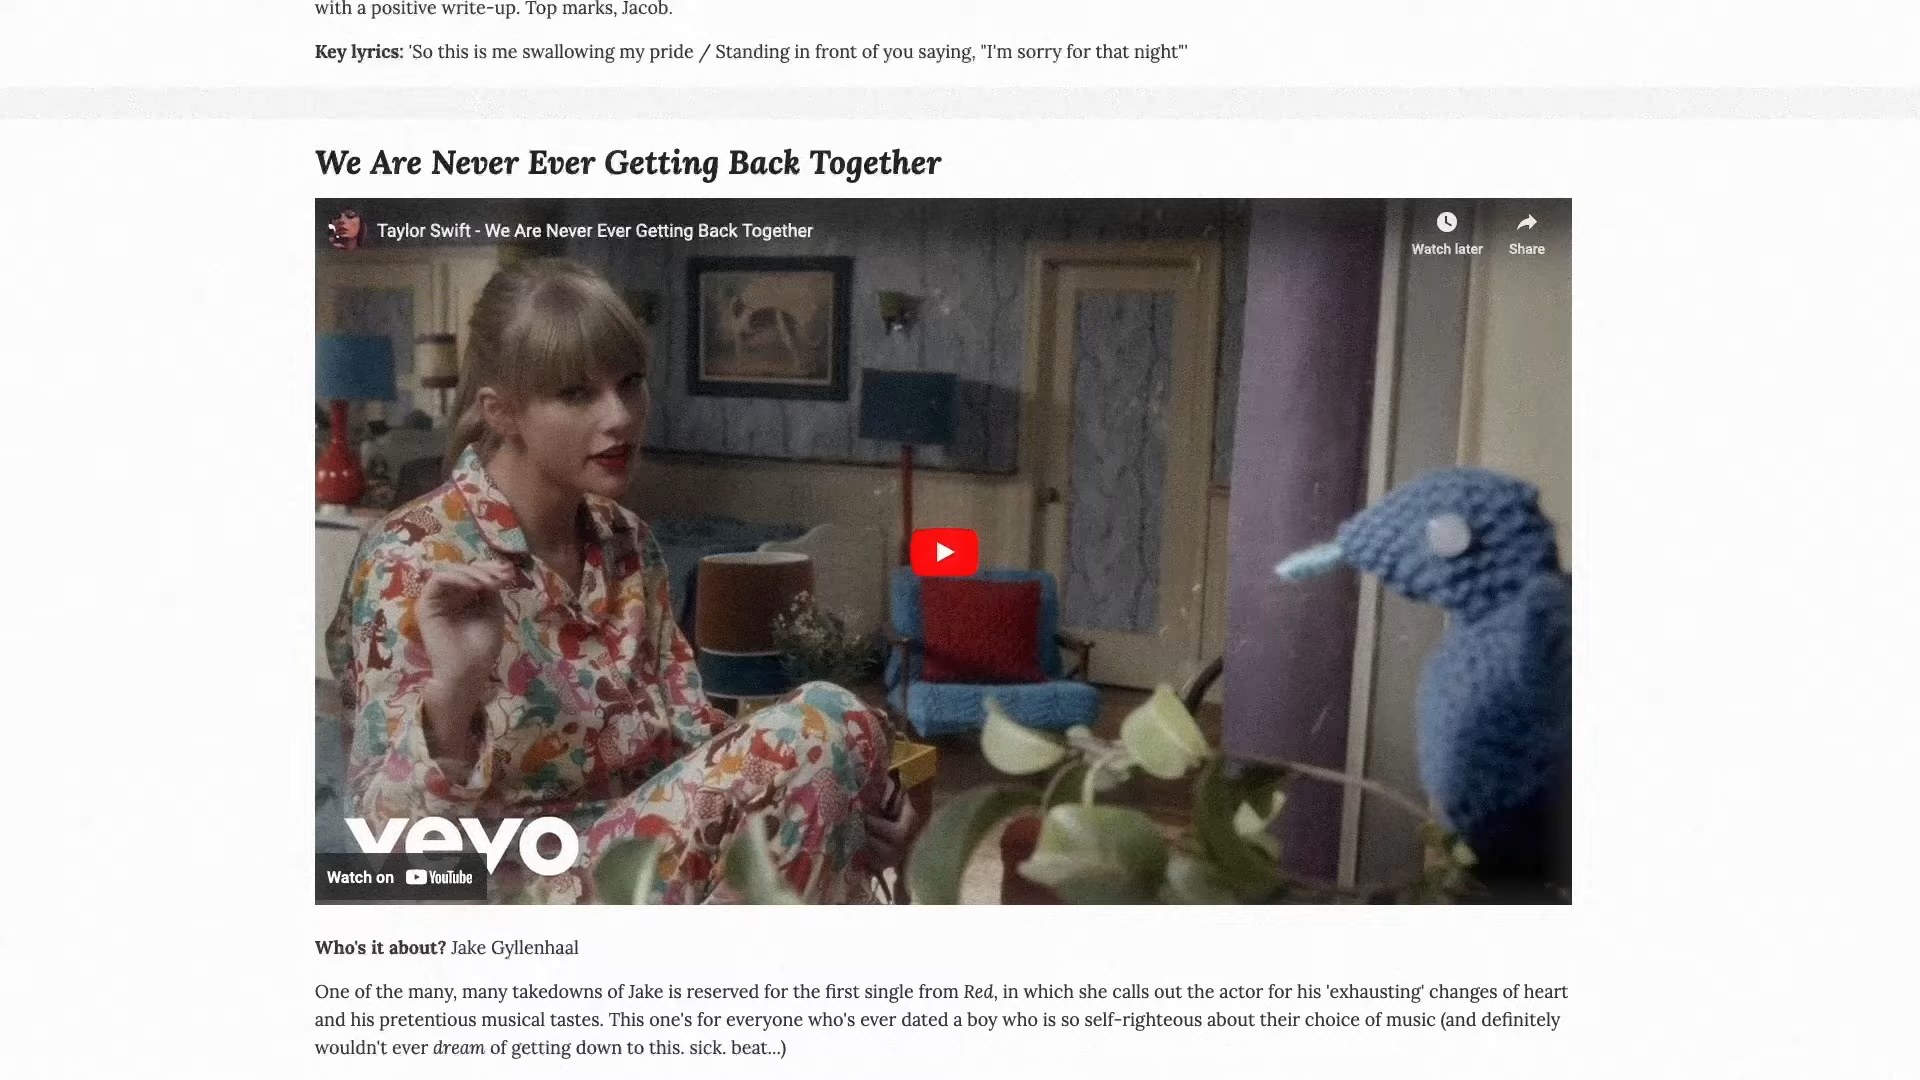 with a positive write-up. Top marks, Jacob.
Key lyrics: 'So this is me swallowing my pride / Standing in front of you saying, "I'm sorry for that night"'
We Are Never Ever Getting Back Together
Taylor Swift - We Are Never Ever Getting Back Together
Watch later
Share
vevo
Watch on YouTube
Who's it about? Jake Gyllenhaal
One of the many, many takedowns of Jake is reserved for the first single from Red, in which she calls out the actor for his 'exhausting' changes of heart
and his pretentious musical tastes. This one's for everyone who's ever dated a boy who is so self-righteous about their choice of music (and definitely
wouldn't ever dream of getting down to this. sick. beat...)